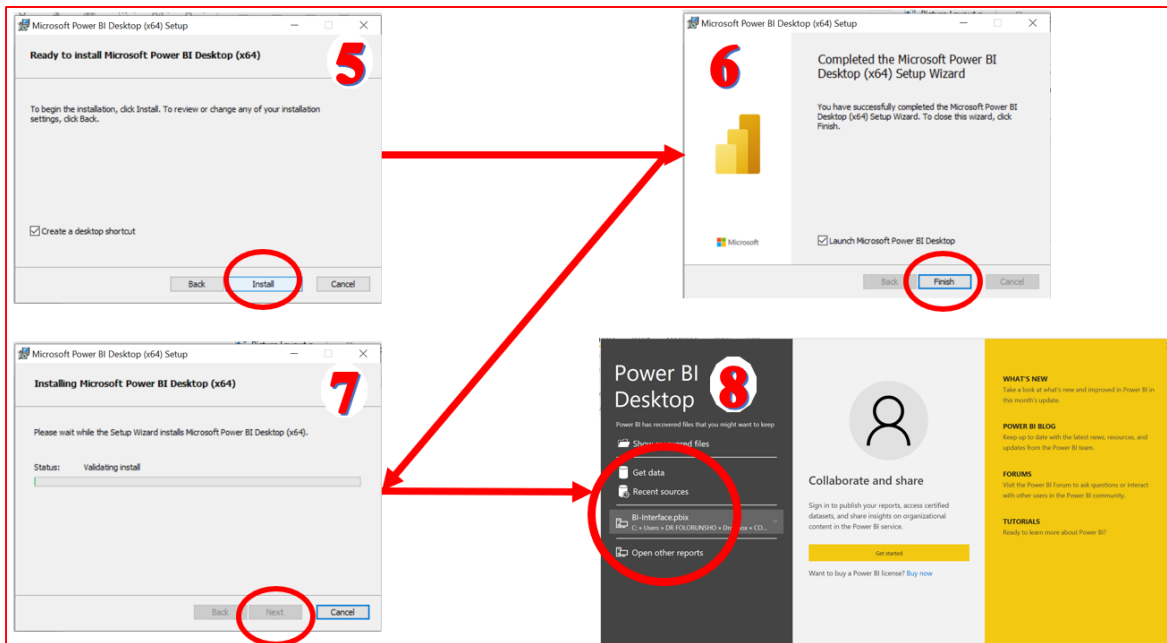 Microsoft Power BI Desktop (x64) Setup
Ready to install Microsoft Power BI Desktop (x64)
5
To begin the installation, click Install. To review or change any of your installation
settings, click Back.
Create a desktop shortcut
Back Install Cancel
Microsoft Power BI Desktop (x64) Setup
6
Completed the Microsoft Power BI
Desktop (x64) Setup Wizard
You have successfully completed the Microsoft Power BI
Desktop (x64) Setup Wizard. To close this wizard, click
Finish.
Microsoft
Launch Microsoft Power BI Desktop
Back Finish Cancel
Microsoft Power BI Desktop (x64) Setup
Installing Microsoft Power BI Desktop (x64)
7
Please wait while the Setup Wizard installs Microsoft Power BI Desktop (x64).
Status: Validating install
Back Next Cancel
Power BI
Desktop
8
Power BI has recovered files that you might want to keep
Show recovered files
Get data
Recent sources
BI-Interface.pbix
C: » Users » DR FOLORUNSHO » Dropbox » CO...
Open other reports
Collaborate and share
Sign in to publish your reports, access certified
datasets, and share insights on organizational
content in the Power BI service.
Get started
Want to buy a Power BI license? Buy now
WHAT'S NEW
Take a look at what's new and improved in Power BI in
this month's update.
POWER BI BLOG
Keep up to date with the latest news, resources, and
updates from the Power BI team.
FORUMS
Visit the Power BI Forum to ask questions or interact
with other users in the Power BI community.
TUTORIALS
Ready to learn more about Power BI?